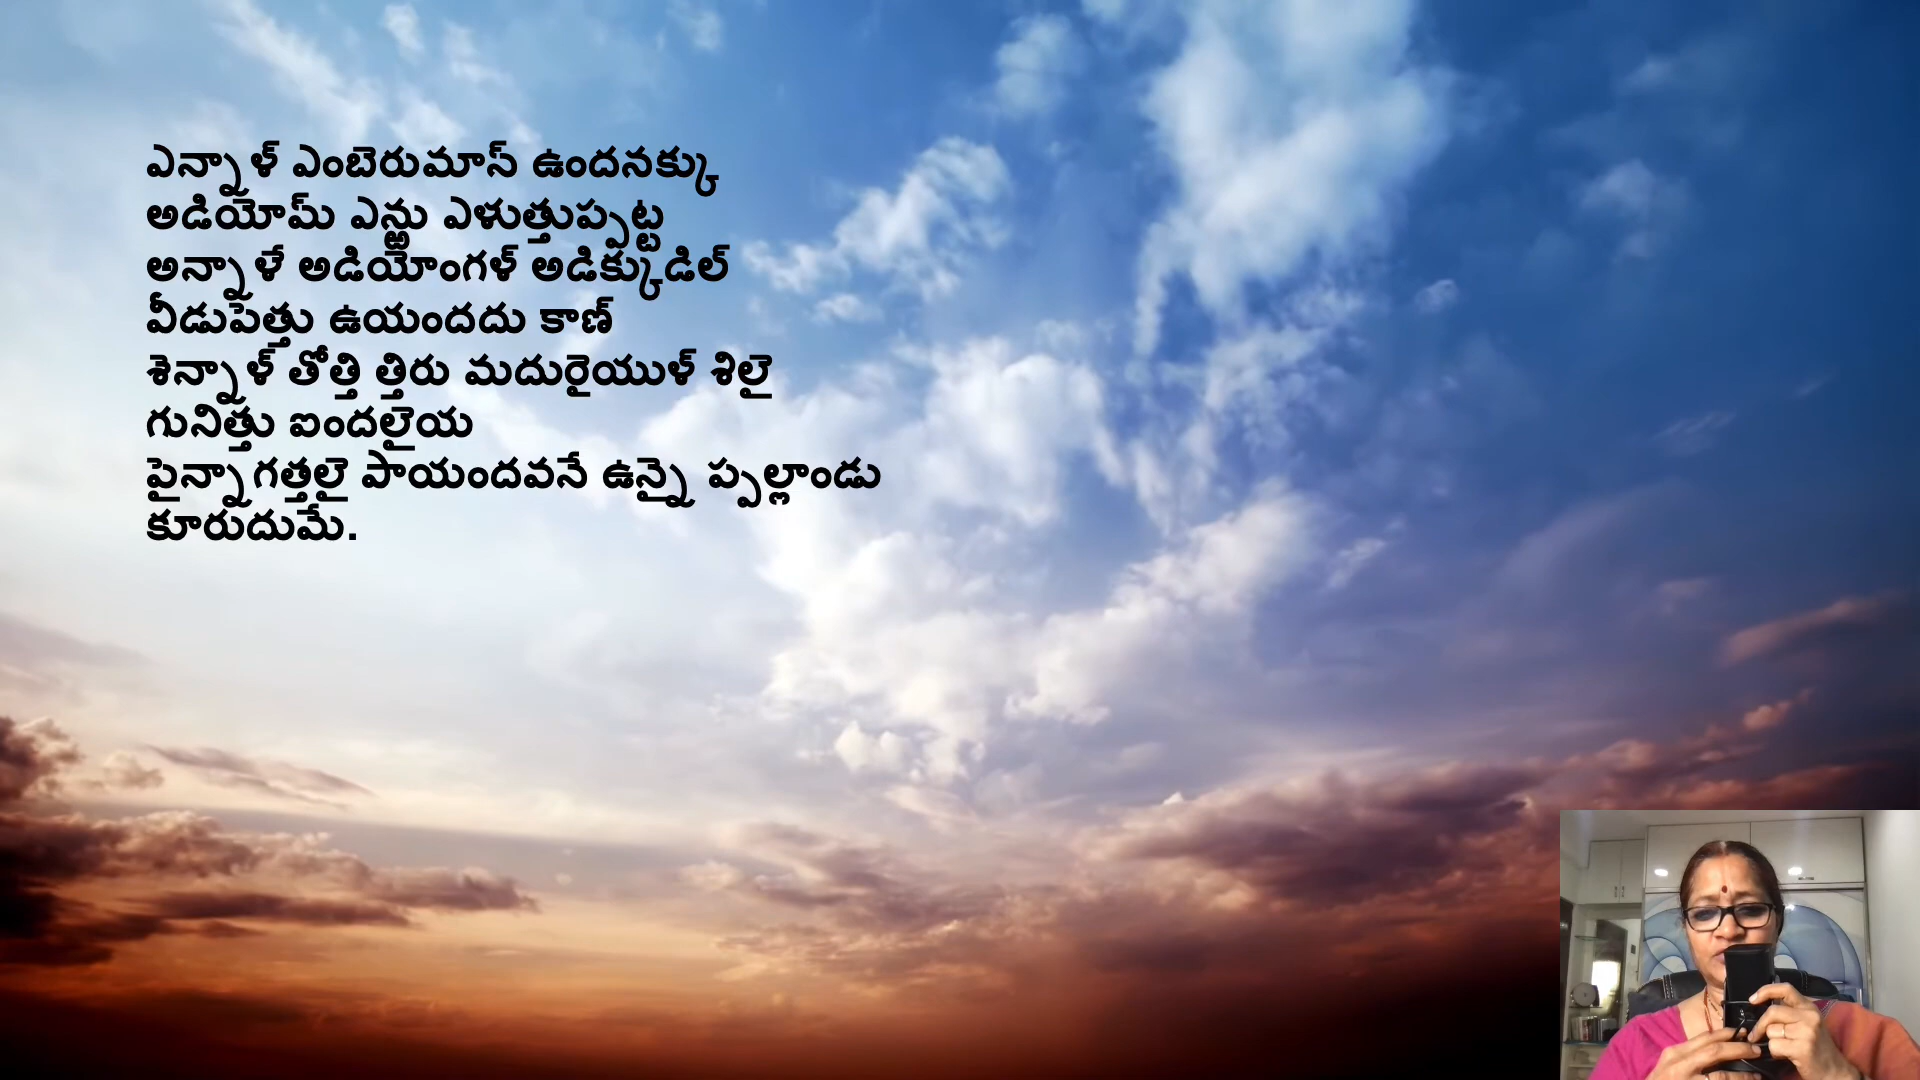 ఎన్నాళ్ ఎంబెరుమాస్ ఉందనక్కు
అడియోమ్ ఎన్ఱు ఎళుత్తుప్పట్ట
అన్నాళే అడియోంగళ్ అడిక్కుడిల్
వీడుపెత్తు ఉయందదు కాణ్
శెన్నాళ్ తోత్తి త్తిరు మదురైయుళ్ శిలై
గునిత్తు ఐందలైయ
పైన్నాగత్తలై పాయందవనే ఉన్నై ప్పల్లాండు
కూరుదుమే.